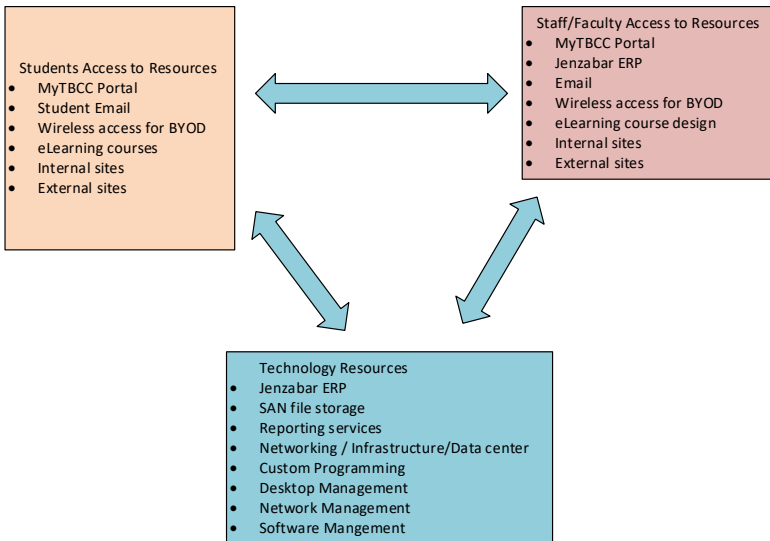 Students Access to Resources
• MyTBCC Portal
• Student Email
• Wireless access for BYOD
• eLearning courses
• Internal sites
• External sites
Staff/Faculty Access to Resources
• MyTBCC Portal
• Jenzabar ERP
• Email
• Wireless access for BYOD
• eLearning course design
• Internal sites
• External sites
Technology Resources
• Jenzabar ERP
• SAN file storage
• Reporting services
• Networking / Infrastructure/Data center
• Custom Programming
• Desktop Management
• Network Management
• Software Mangement